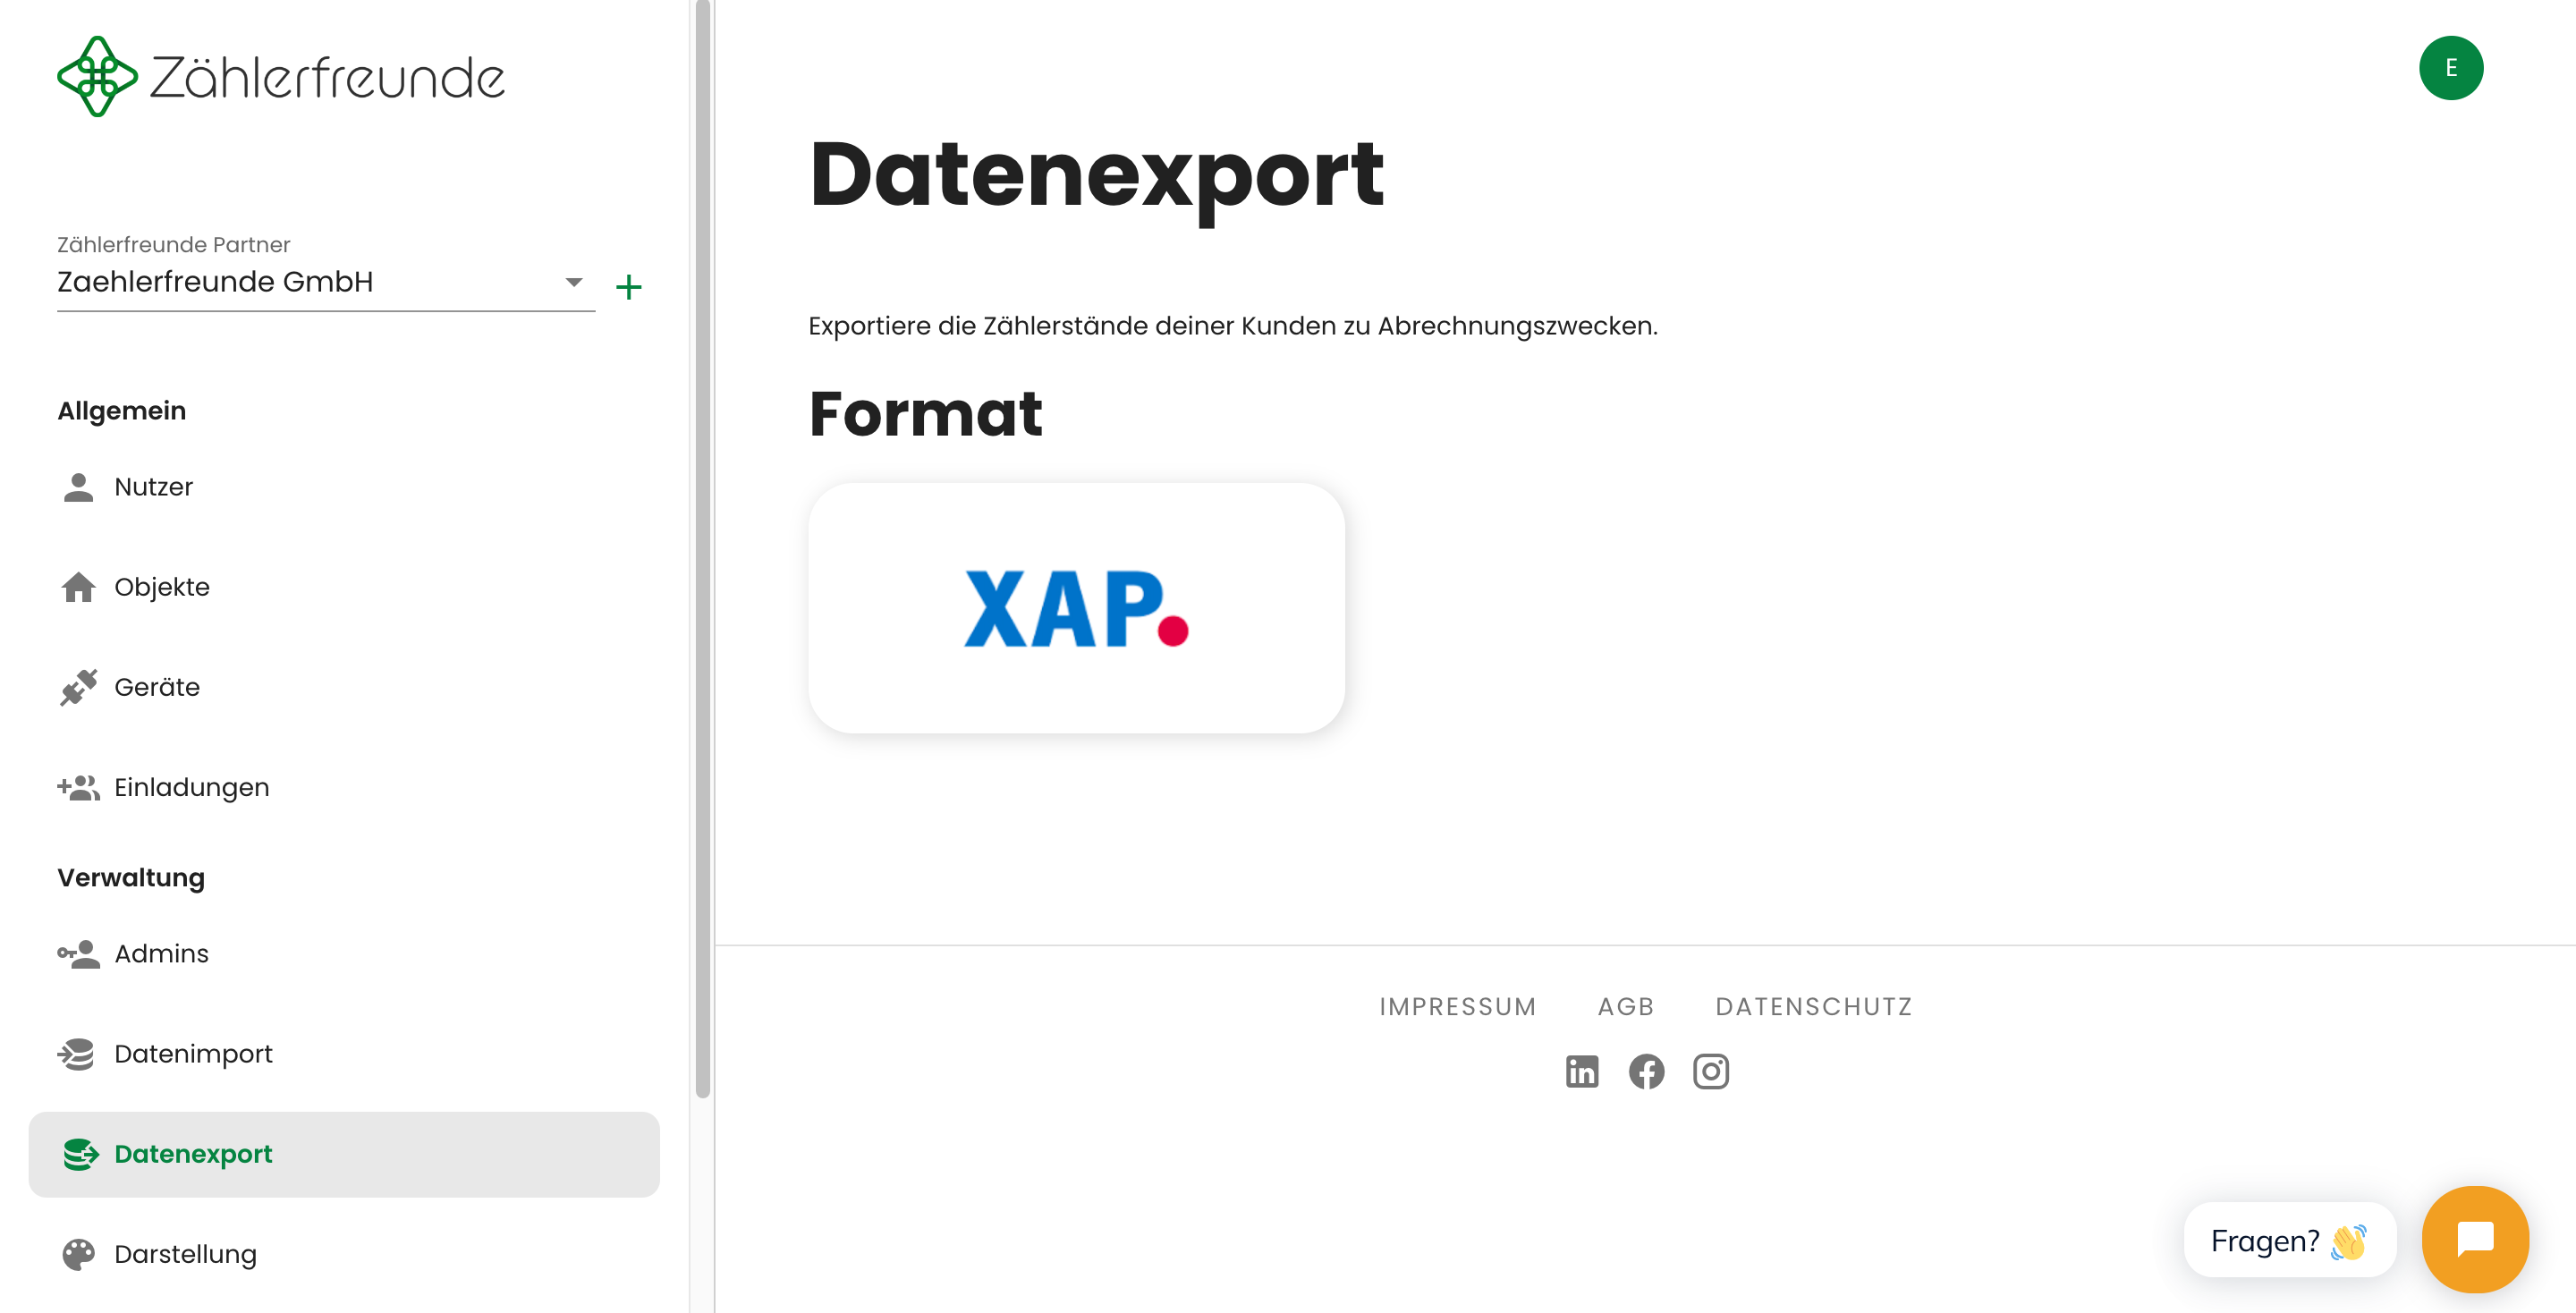 Zählerfreunde
Zählerfreunde Partner
Zaehlerfreunde GmbH
Allgemein
Nutzer
Objekte
Geräte
Einladungen
Verwaltung
Admins
Datenimport
Datenexport
Darstellung
E
Datenexport
Exportiere die Zählerstände deiner Kunden zu Abrechnungszwecken.
Format
XAP.
IMPRESSUM AGB DATENSCHUTZ
in f
Fragen? 👋